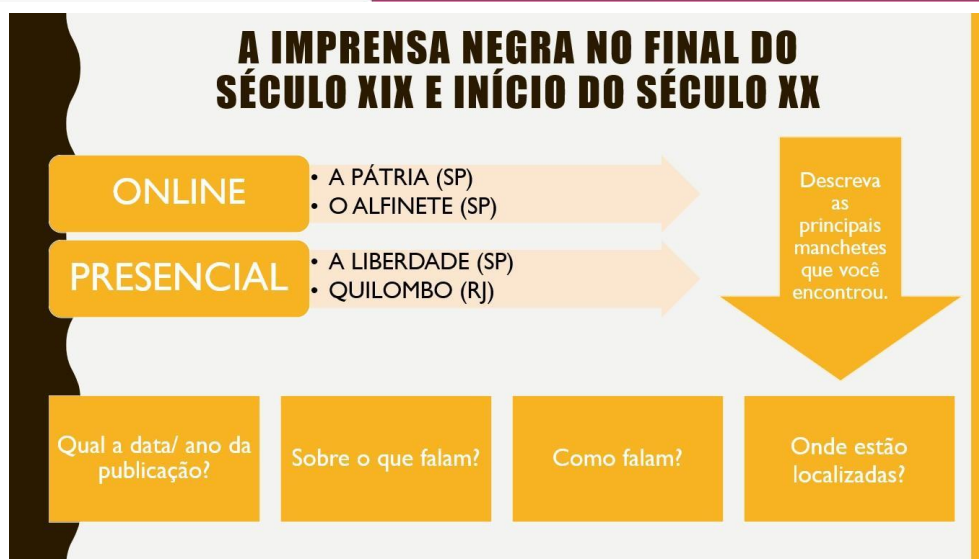 A IMPRENSA NEGRA NO FINAL DO
SÉCULO XIX E INÍCIO DO SÉCULO XX
ONLINE
• A PÁTRIA (SP)
• O ALFINETE (SP)
PRESENCIAL
• A LIBERDADE (SP)
• QUILOMBO (RJ)
Descreva
as
principais
manchetes
que você
encontrou.
Qual a data/ ano da
publicação?
Sobre o que falam?
Como falam?
Onde estão
localizadas?